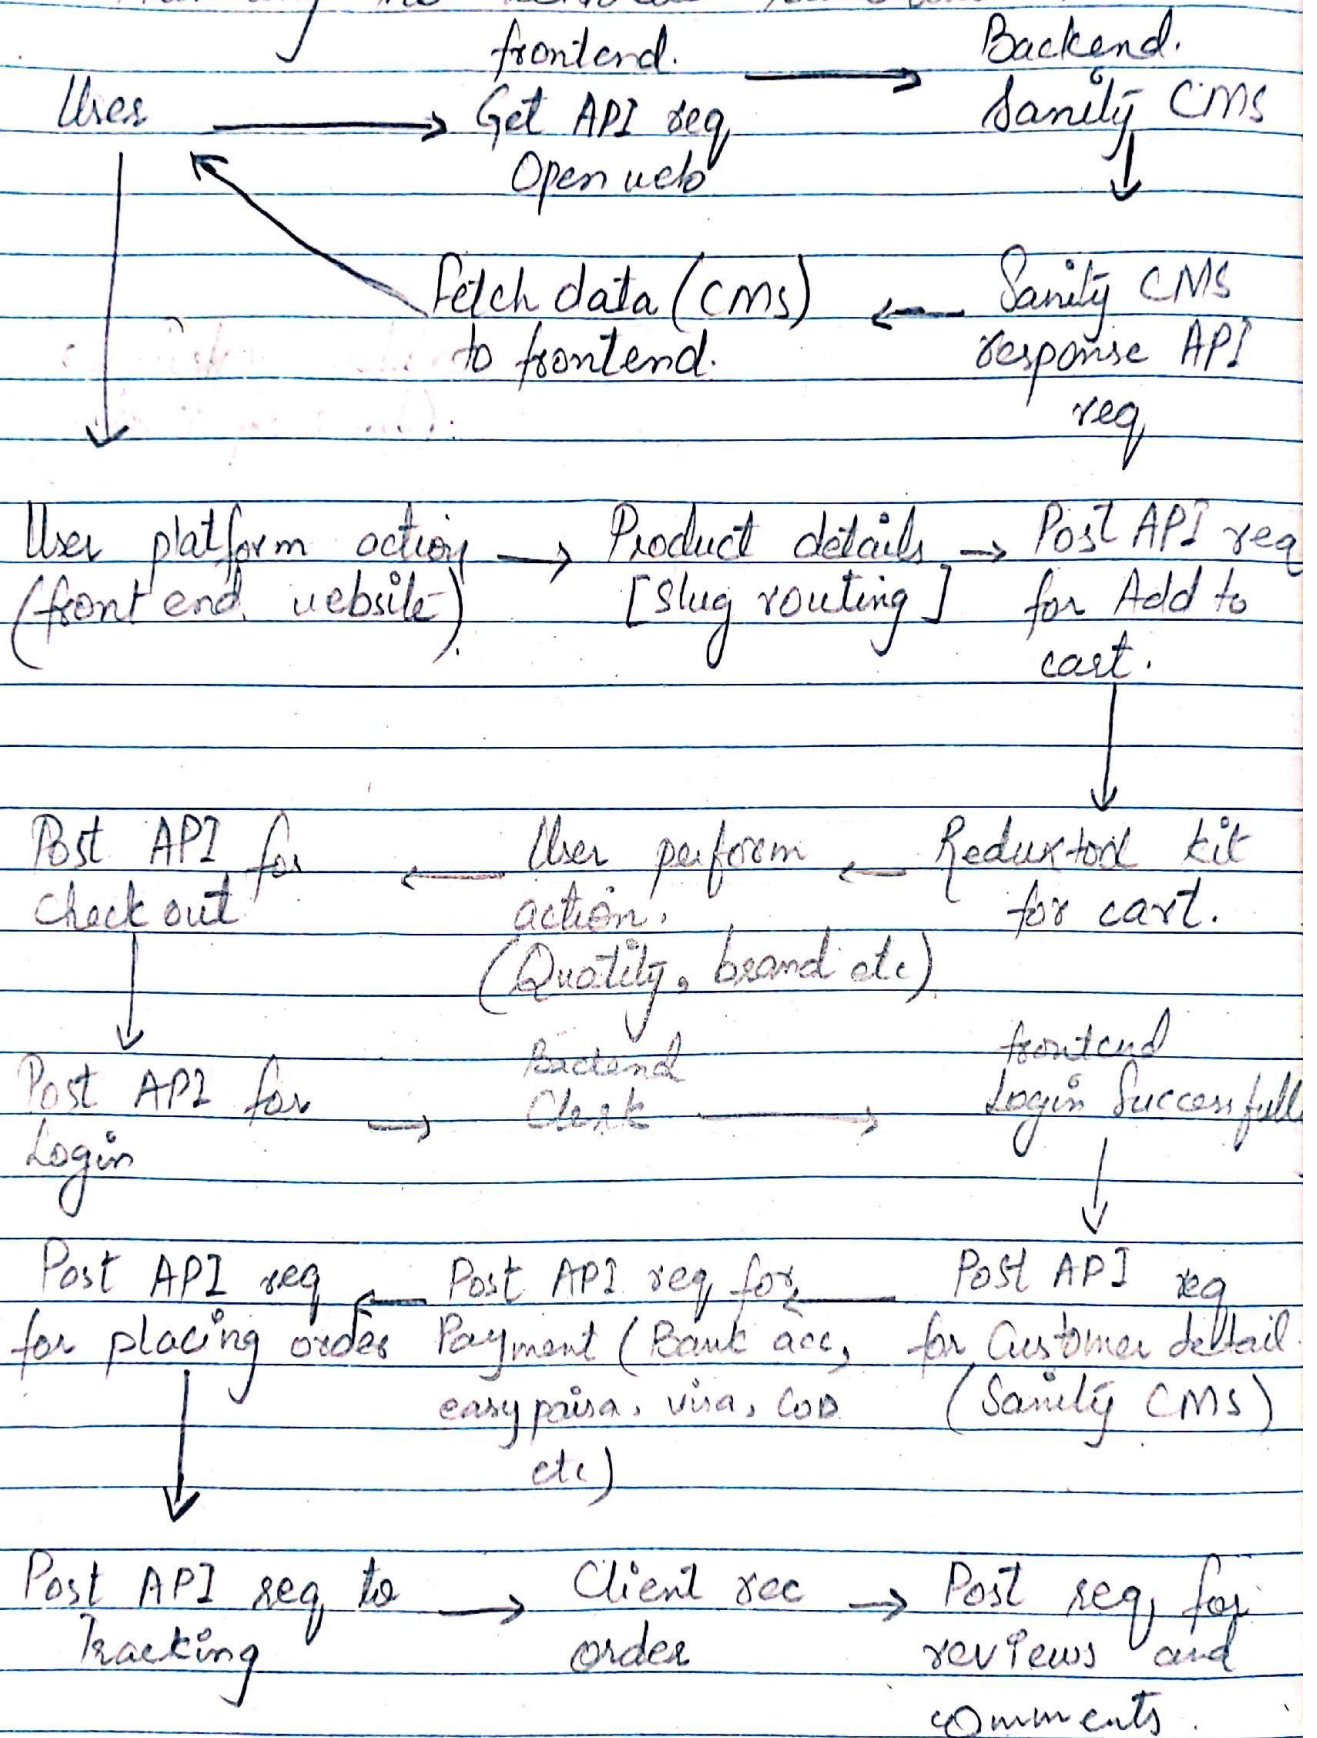 frontend.
Backend.
User
Get API req
Sanity CMS
Open web
Fetch data (CMS)
to frontend.
Sanity CMS
response API
req
User platform action
(front end website)
Product details
[Slug routing]
Post API req
for Add to
cart.
Post API for
check out
User perform
action.
(Quatity, brand etc)
Redux tool kit
for cart.
Post API for
Login
Backend
Clerk
frontend
Login Successfull
Post API req
for placing order
Post API req for
Payment (Bank acc,
easypaisa, visa, COD
etc)
Post API req
for Customer detail
(Sanity CMS)
Post API req to
Tracking
Client rec
order
Post req for
reviews and
comments.